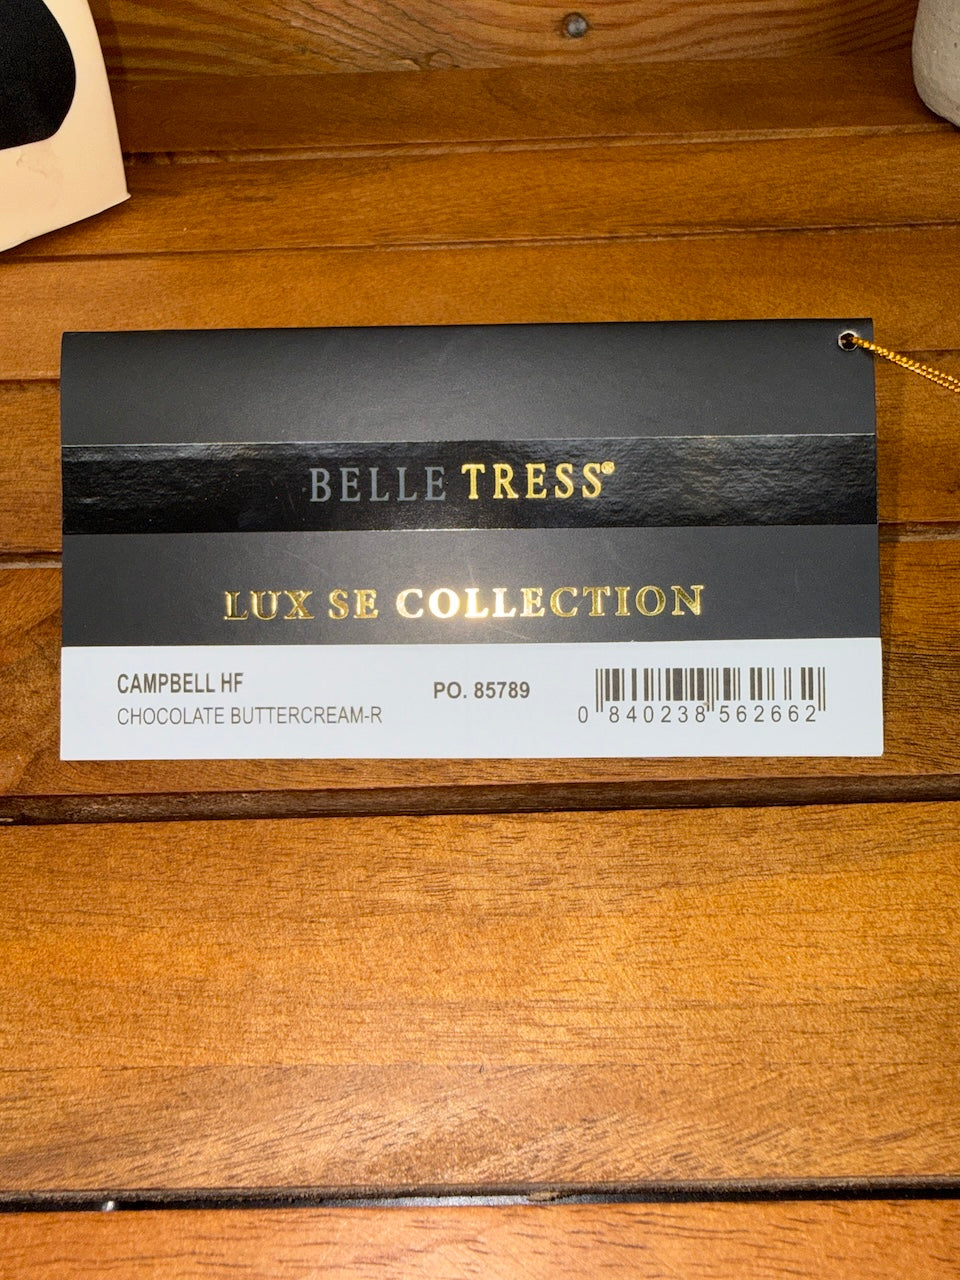 BELLE TRESS®
LUX SE COLLECTION
CAMPBELL HF
CHOCOLATE BUTTERCREAM-R
PO. 85789
0 840238 562662